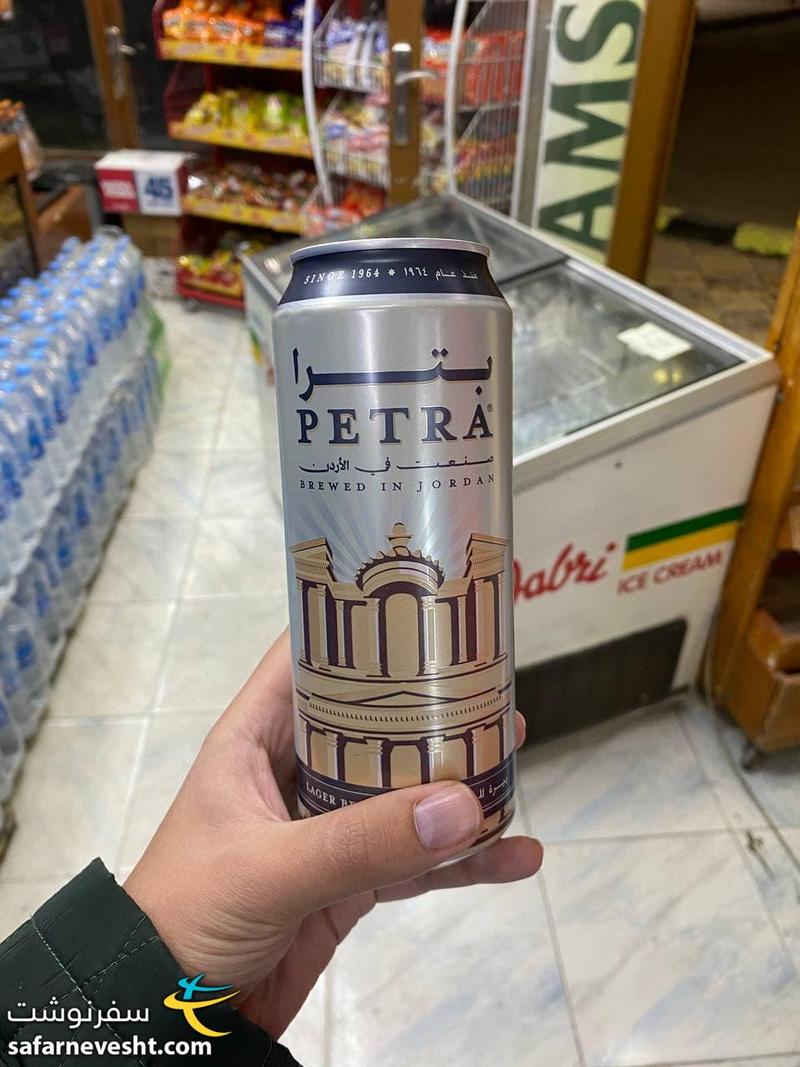 AMS
45
SINCE 1964 * منذ عام ١٩٦٤
بترا
PETRA®
صنعت في الأردن
BREWED IN JORDAN
LAGER
Jabri
ICE CREAM
سفرنوشت
safarnevesht.com